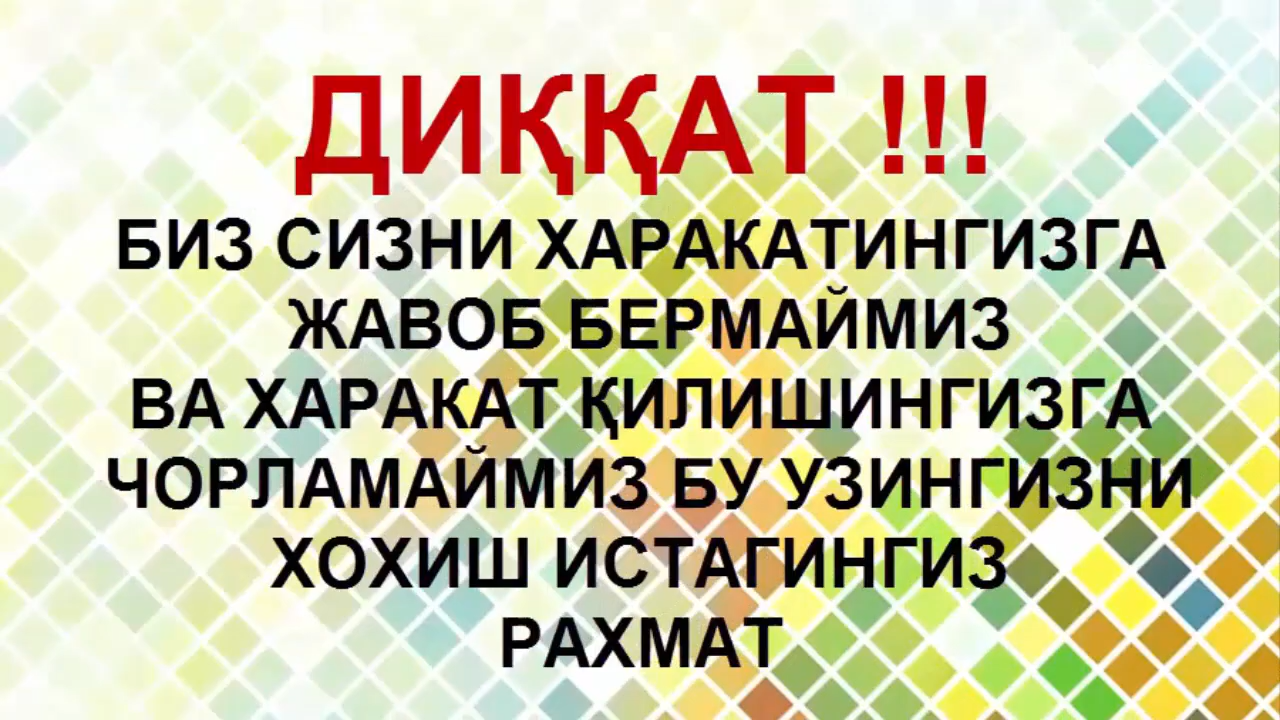 ДИҚҚАТ !!!
БИЗ СИЗНИ ХАРАКАТИНГИЗГА
ЖАВОБ БЕРМАЙМИЗ
ВА ХАРАКАТ ҚИЛИШИНГИЗГА
ЧОРЛАМАЙМИЗ БУ УЗИНГИЗНИ
ХОХИШ ИСТАГИНГИЗ
РАХМАТ